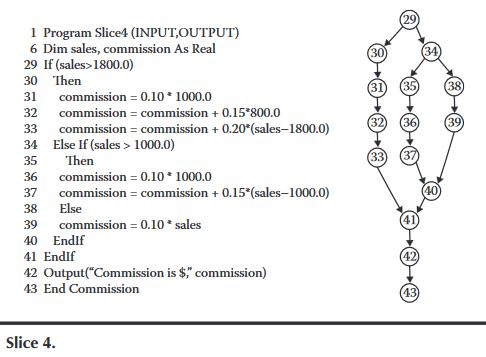 1 Program Slice4 (INPUT,OUTPUT)
6 Dim sales, commission As Real
29 If (sales>1800.0)
30 Then
31 commission = 0.10 * 1000.0
32 commission = commission + 0.15*800.0
33 commission = commission + 0.20*(sales−1800.0)
34 Else If (sales > 1000.0)
35 Then
36 commission = 0.10 * 1000.0
37 commission = commission + 0.15*(sales−1000.0)
38 Else
39 commission = 0.10 * sales
40 EndIf
41 EndIf
42 Output(“Commission is $,” commission)
43 End Commission
29
30 34
31 35 38
32 36 39
33 37
40
41
42
43
Slice 4.